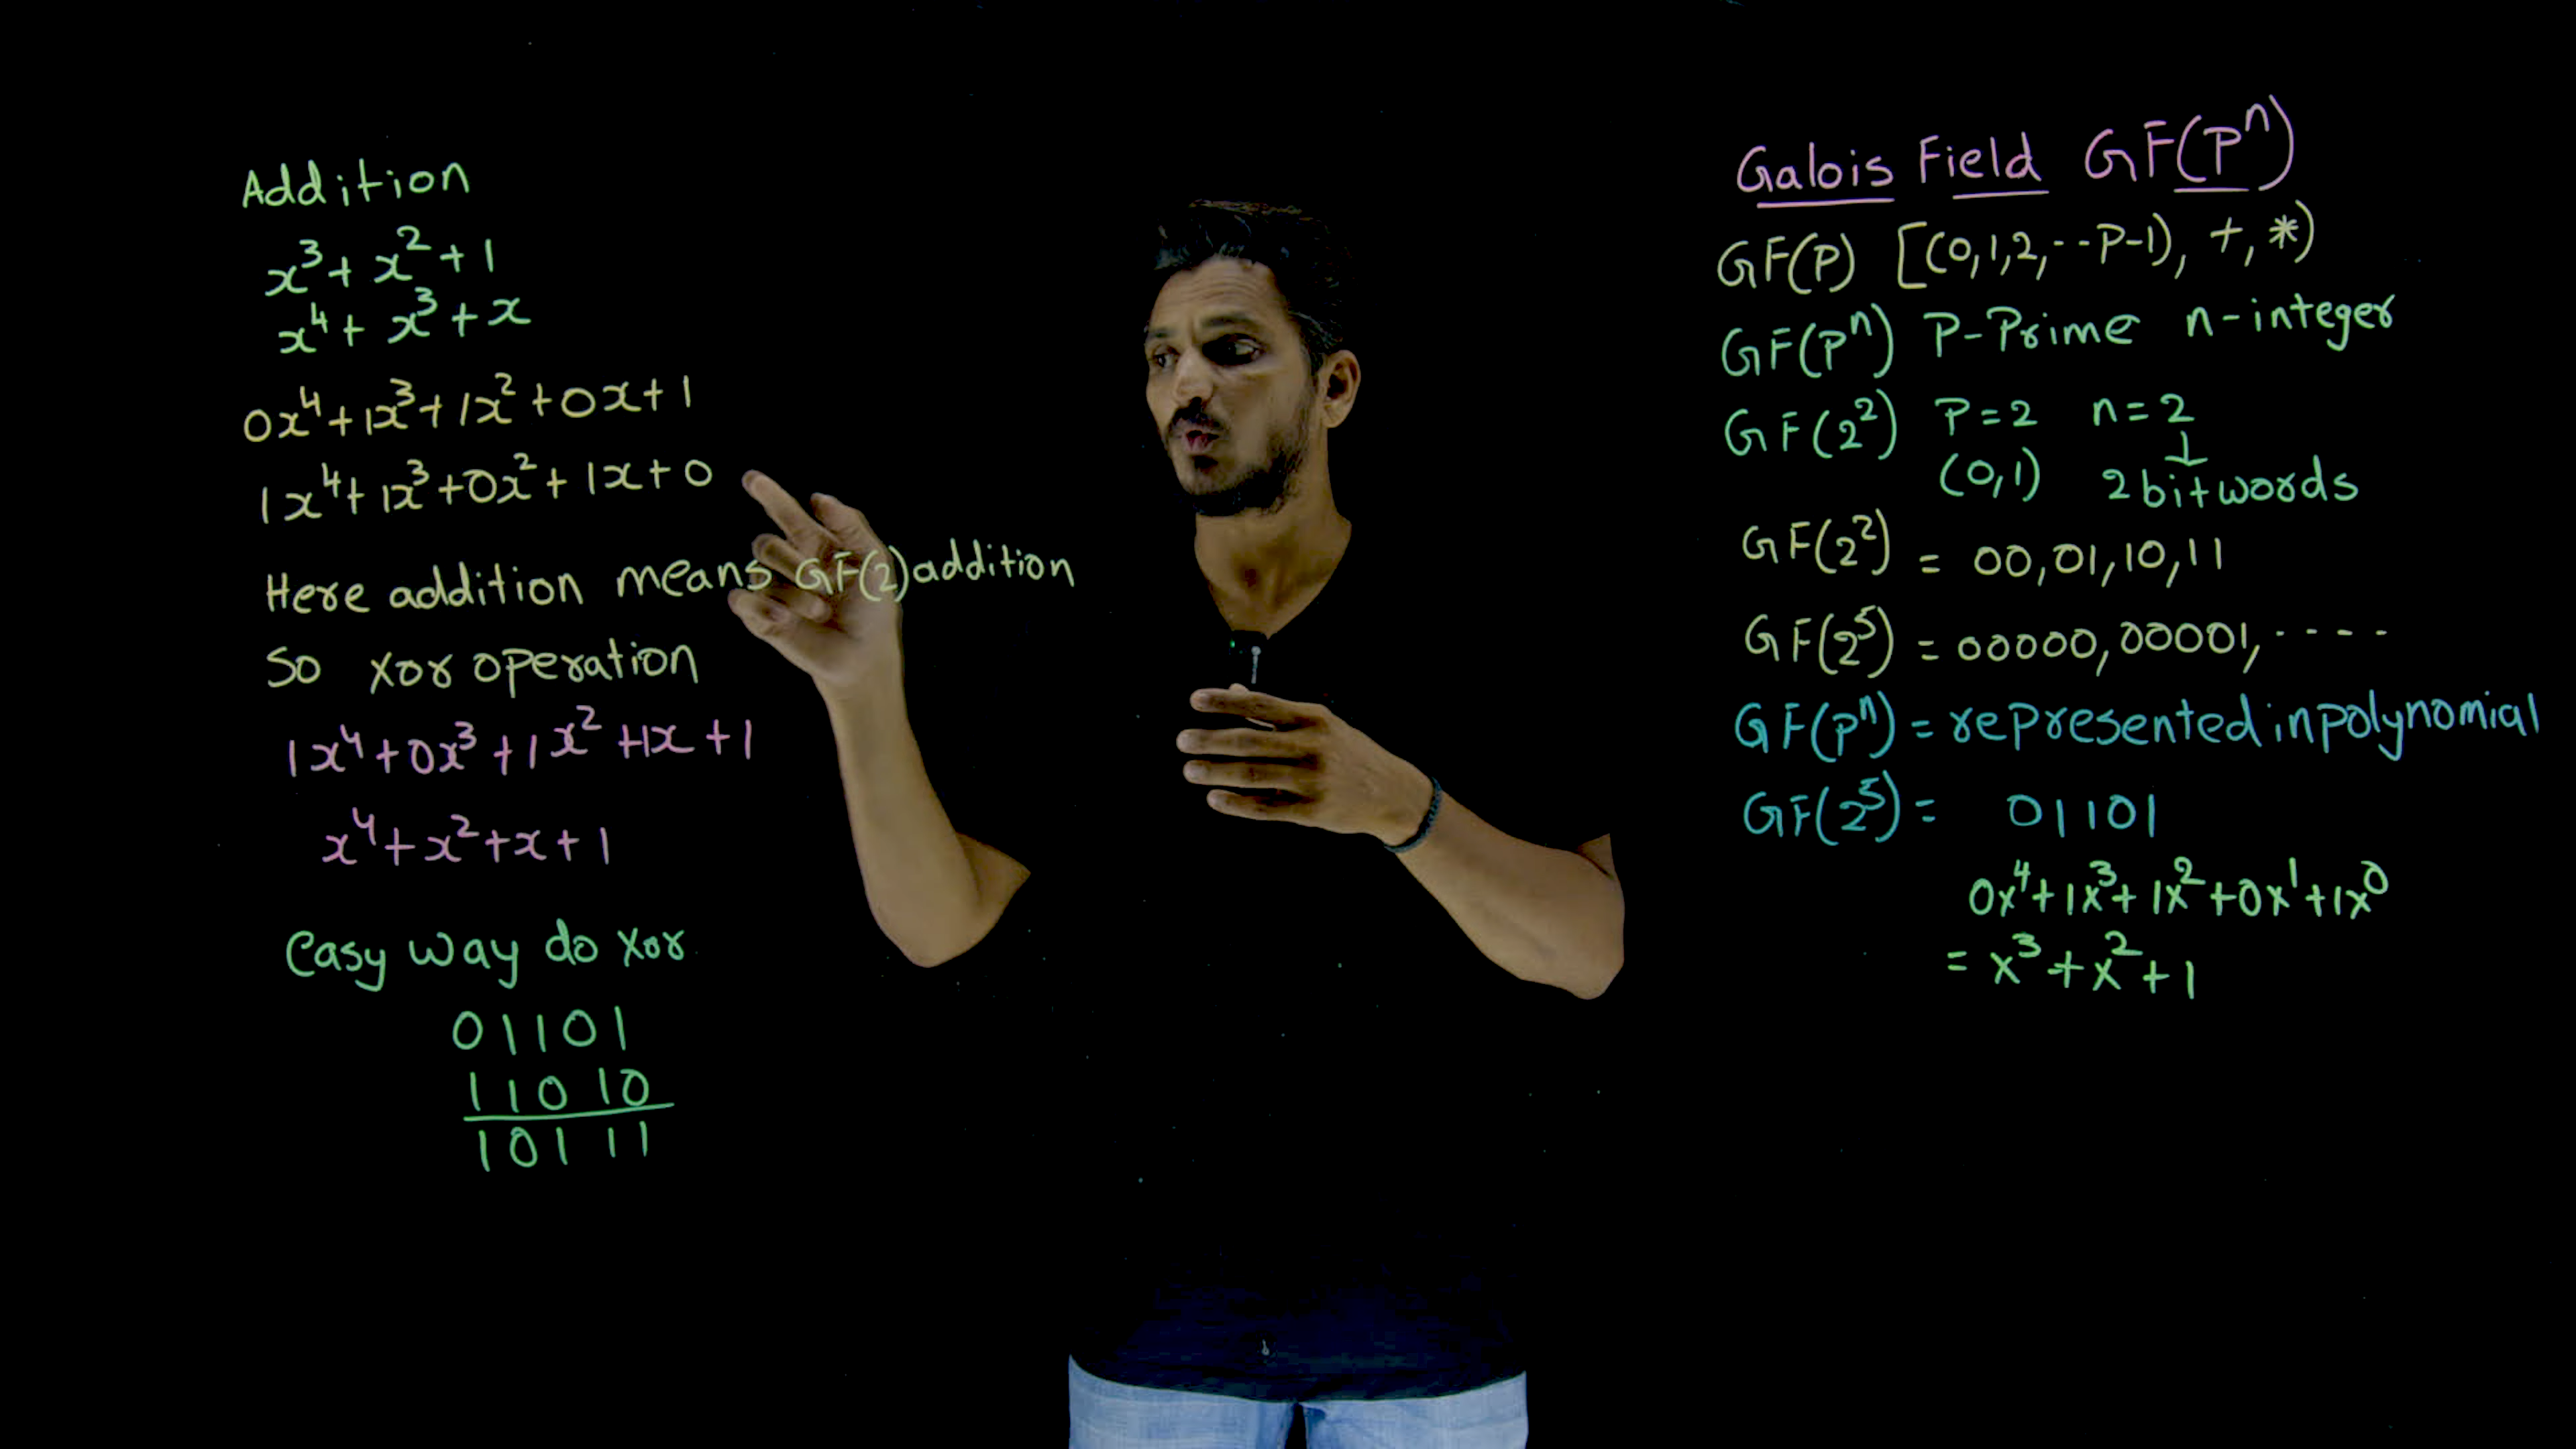 Addition
x³ + x² + 1
x⁴ + x³ + x
0x⁴ + 1x³ + 1x² + 0x + 1
1x⁴ + 1x³ + 0x² + 1x + 0
Here addition means GF(2) addition
So xor operation
1x⁴ + 0x³ + 1x² + 1x + 1
x⁴ + x² + x + 1
Easy way do xor
01101
11010
10111
Galois Field GF(Pⁿ)
GF(P) [(0,1,2,--P-1), +, *)
GF(Pⁿ) P-Prime n-integer
GF(2²) P=2 n=2
↓
(0,1) 2 bit words
GF(2²) = 00,01,10,11
GF(2⁵) = 00000,00001,----
GF(Pⁿ) = represented in polynomial
GF(2⁵) = 01101
0x⁴ + 1x³ + 1x² + 0x¹ + 1x⁰
= x³ + x² + 1